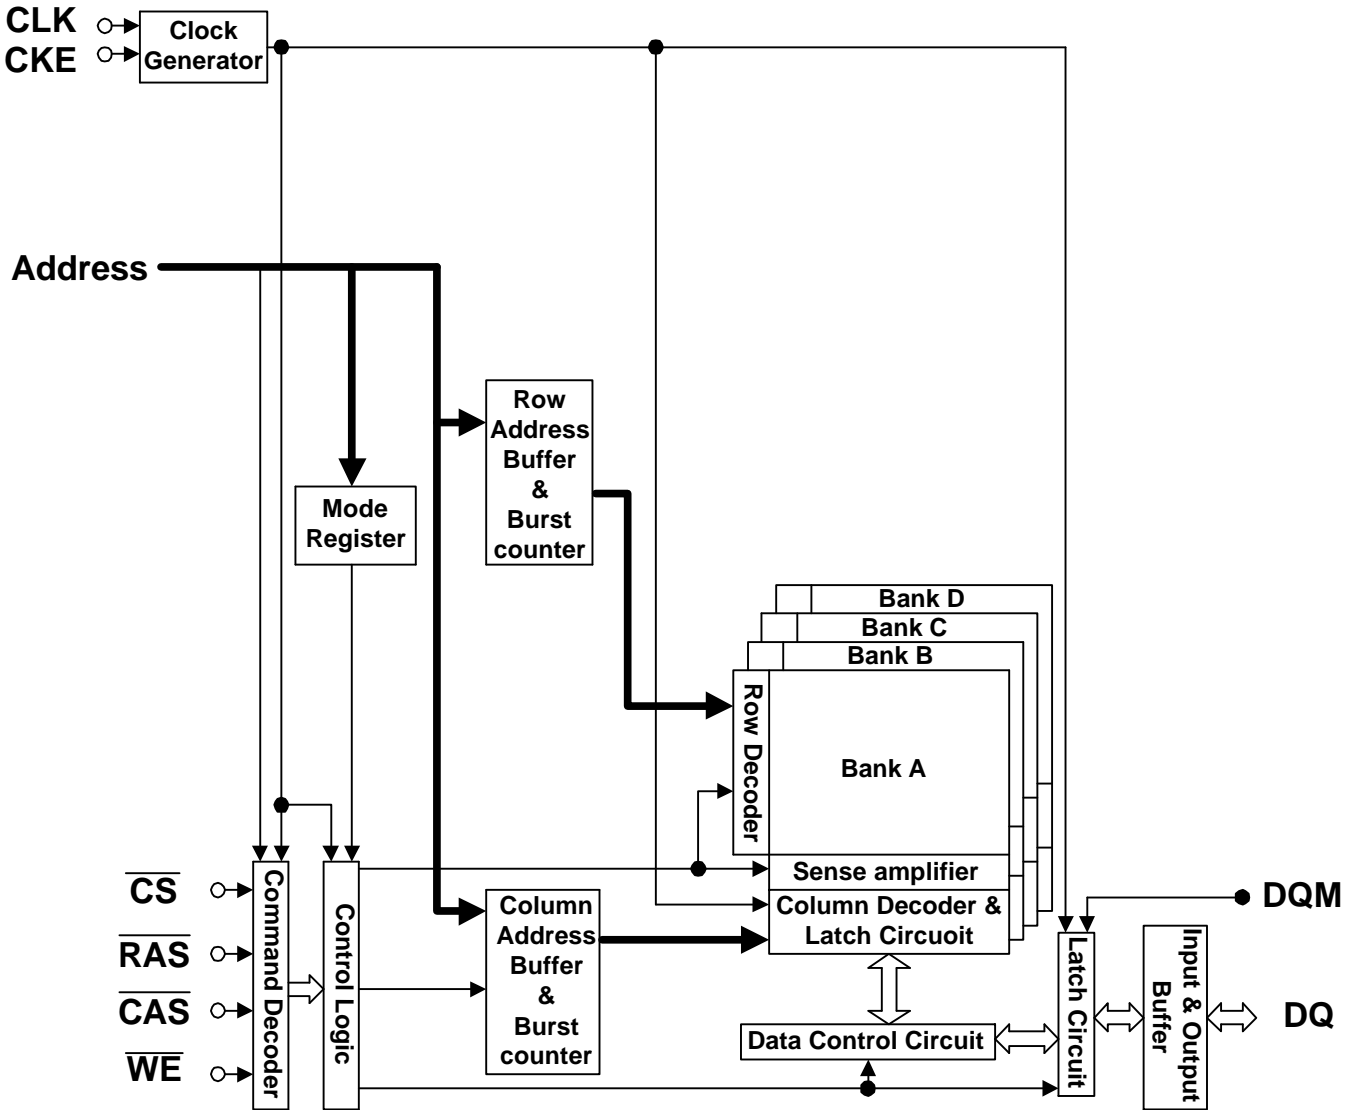 CLK
CKE
Clock
Generator
Address
Row
Address
Buffer
&
Burst
counter
Mode
Register
Bank D
Bank C
Bank B
Bank A
Row Decoder
Sense amplifier
Column Decoder &
Latch Circuoit
CS
RAS
CAS
WE
Command Decoder
Control Logic
Column
Address
Buffer
&
Burst
counter
Data Control Circuit
Latch Circuit
Input & Output
Buffer
DQM
DQ